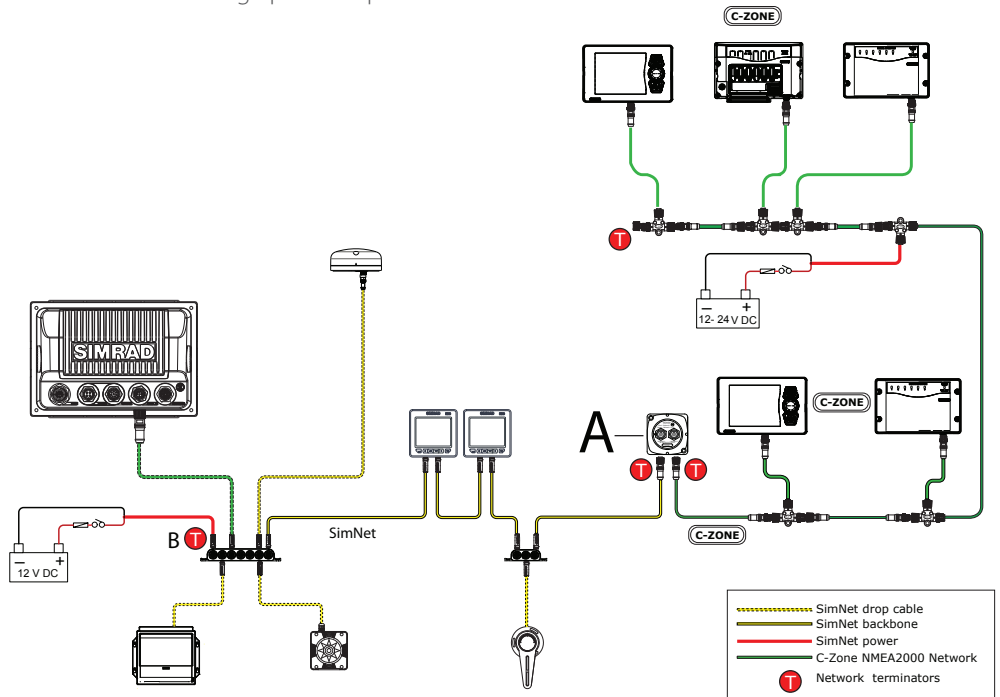 C-ZONE
T
12- 24 V DC
SIMRAD
C-ZONE
A
T
T
C-ZONE
SimNet
B
T
12 V DC
SimNet drop cable
SimNet backbone
SimNet power
C-Zone NMEA2000 Network
T
Network terminators